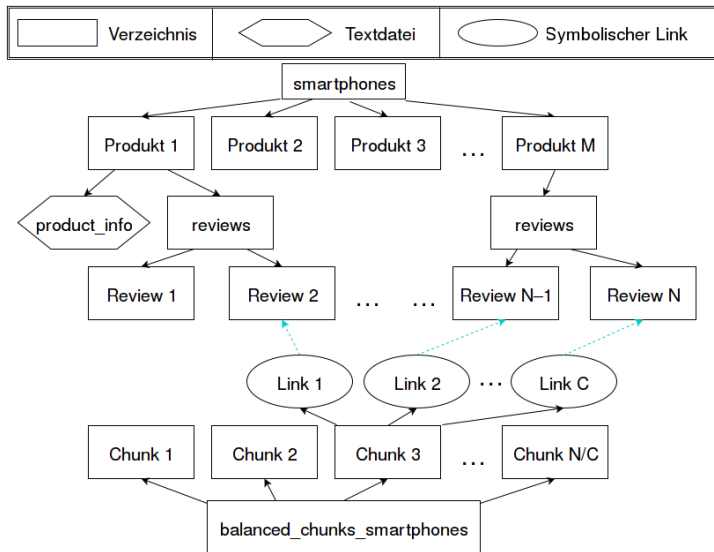 Verzeichnis Textdatei Symbolischer Link
smartphones
Produkt 1 Produkt 2 Produkt 3 ... Produkt M
product_info reviews reviews
Review 1 Review 2 ... ... Review N–1 Review N
Link 1 Link 2 ... Link C
Chunk 1 Chunk 2 Chunk 3 ... Chunk N/C
balanced_chunks_smartphones